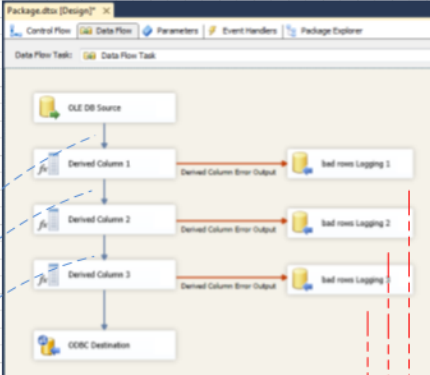 Package.dtsx [Design]* ×
Control Flow Data Flow Parameters Event Handlers Package Explorer
Data Flow Task: Data Flow Task
OLE DB Source
Derived Column 1
Derived Column Error Output
bad rows Logging 1
Derived Column 2
Derived Column Error Output
bad rows Logging 2
Derived Column 3
Derived Column Error Output
bad rows Logging 3
ODBC Destination